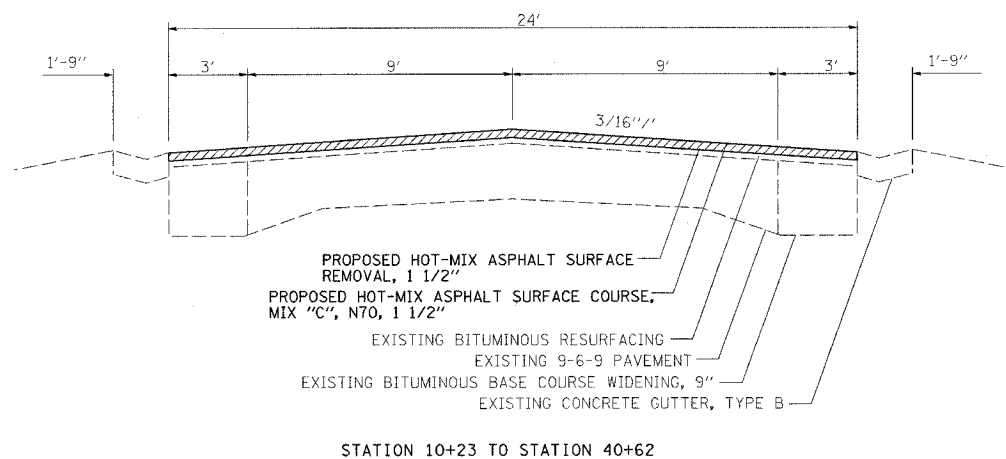 24'
1'-9" 3' 9' 9' 3' 1'-9"
3/16"/'
PROPOSED HOT-MIX ASPHALT SURFACE
REMOVAL, 1 1/2"
PROPOSED HOT-MIX ASPHALT SURFACE COURSE,
MIX "C", N70, 1 1/2"
EXISTING BITUMINOUS RESURFACING
EXISTING 9-6-9 PAVEMENT
EXISTING BITUMINOUS BASE COURSE WIDENING, 9"
EXISTING CONCRETE GUTTER, TYPE B
STATION 10+23 TO STATION 40+62